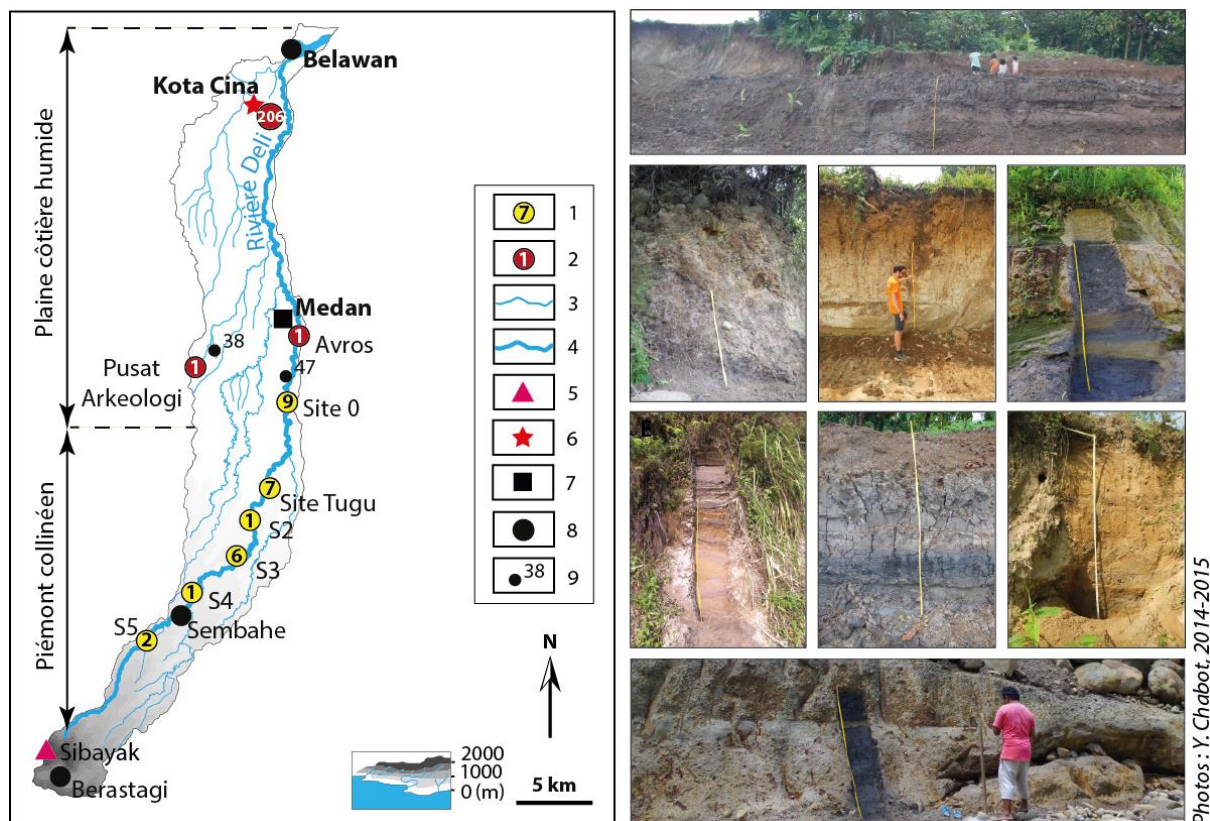 Belawan
Kota Cina
206
Rivière Deli
Plaine côtière humide
Medan
1
Avros
38
1
Pusat
Arkeologi
47
9
Site 0
7
Site Tugu
1
S2
6
S3
1
S4
Sembahe
S5
2
Piémont collinéen
Sibayak
Berastagi
7 1
1 2
3
4
5
6
7
8
38 9
N
2000
1000
0 (m)
5 km
E
Photos : Y. Chabot, 2014-2015